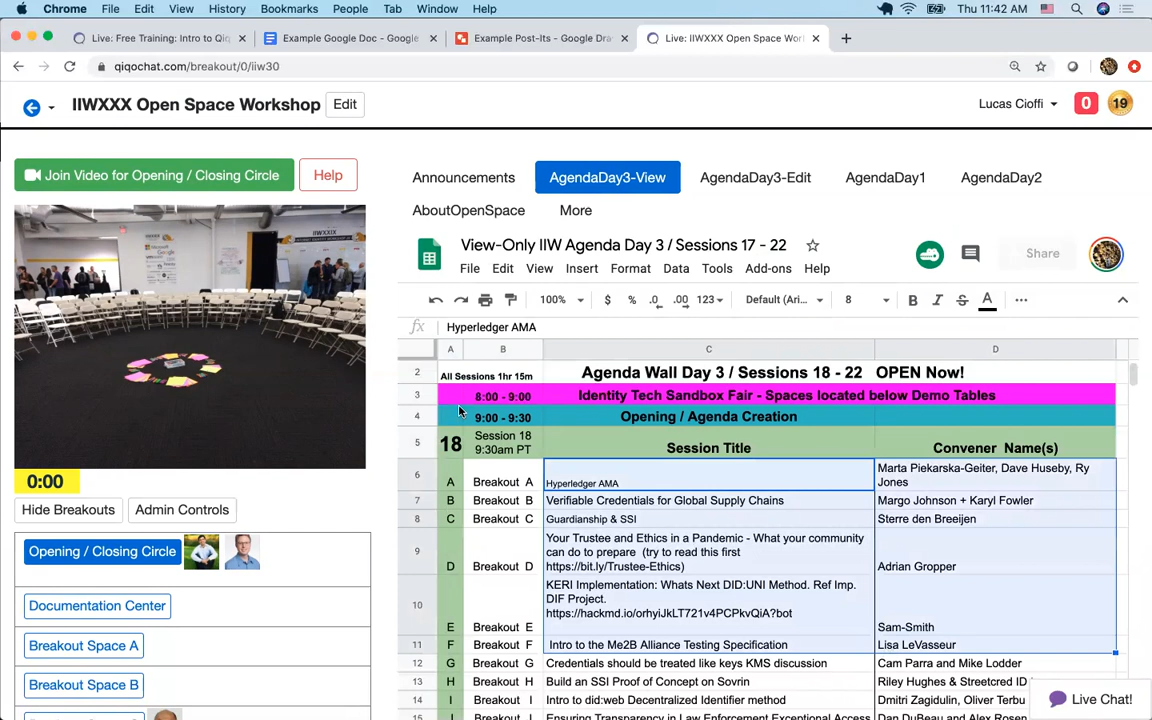 Chrome File Edit View History Bookmarks People Tab Window Help Thu 11:42 AM
Live: Free Training: Intro to Qiq Example Google Doc - Google Example Post-Its - Google Dra Live: IIWXXX Open Space Wor
qiqochat.com/breakout/0/iiw30
IIWXXX Open Space Workshop Edit Lucas Cioffi 0 19
Join Video for Opening / Closing Circle Help
Announcements AgendaDay3-View AgendaDay3-Edit AgendaDay1 AgendaDay2
AboutOpenSpace More
View-Only IIW Agenda Day 3 / Sessions 17 - 22
File Edit View Insert Format Data Tools Add-ons Help Share
100% $ % .0 .00 123 Default (Ari... 8 B I S A
fx Hyperledger AMA
A B C D
2 All Sessions 1hr 15m Agenda Wall Day 3 / Sessions 18 - 22 OPEN Now!
3 8:00 - 9:00 Identity Tech Sandbox Fair - Spaces located below Demo Tables
4 9:00 - 9:30 Opening / Agenda Creation
5 18 Session 18
9:30am PT Session Title Convener Name(s)
6 A Breakout A Hyperledger AMA Marta Piekarska-Geiter, Dave Huseby, Ry
Jones
7 B Breakout B Verifiable Credentials for Global Supply Chains Margo Johnson + Karyl Fowler
8 C Breakout C Guardianship & SSI Sterre den Breeijen
9 Your Trustee and Ethics in a Pandemic - What your community
can do to prepare (try to read this first
D Breakout D https://bit.ly/Trustee-Ethics) Adrian Gropper
10 KERI Implementation: Whats Next DID:UNI Method. Ref Imp.
DIF Project.
https://hackmd.io/orhyiJkLT721v4PCPkvQiA?bot
E Breakout E Sam-Smith
11 F Breakout F Intro to the Me2B Alliance Testing Specification Lisa LeVasseur
12 G Breakout G Credentials should be treated like keys KMS discussion Cam Parra and Mike Lodder
13 H Breakout H Build an SSI Proof of Concept on Sovrin Riley Hughes & Streetcred ID
14 I Breakout I Intro to did:web Decentralized Identifier method Dmitri Zagidulin, Oliver Terbu
15 Breakout Ensuring Transparency in Law Enforcement Exceptional Access Dan DuBeau and Alex Rosen
0:00
Hide Breakouts Admin Controls
Opening / Closing Circle
Documentation Center
Breakout Space A
Breakout Space B
Live Chat!